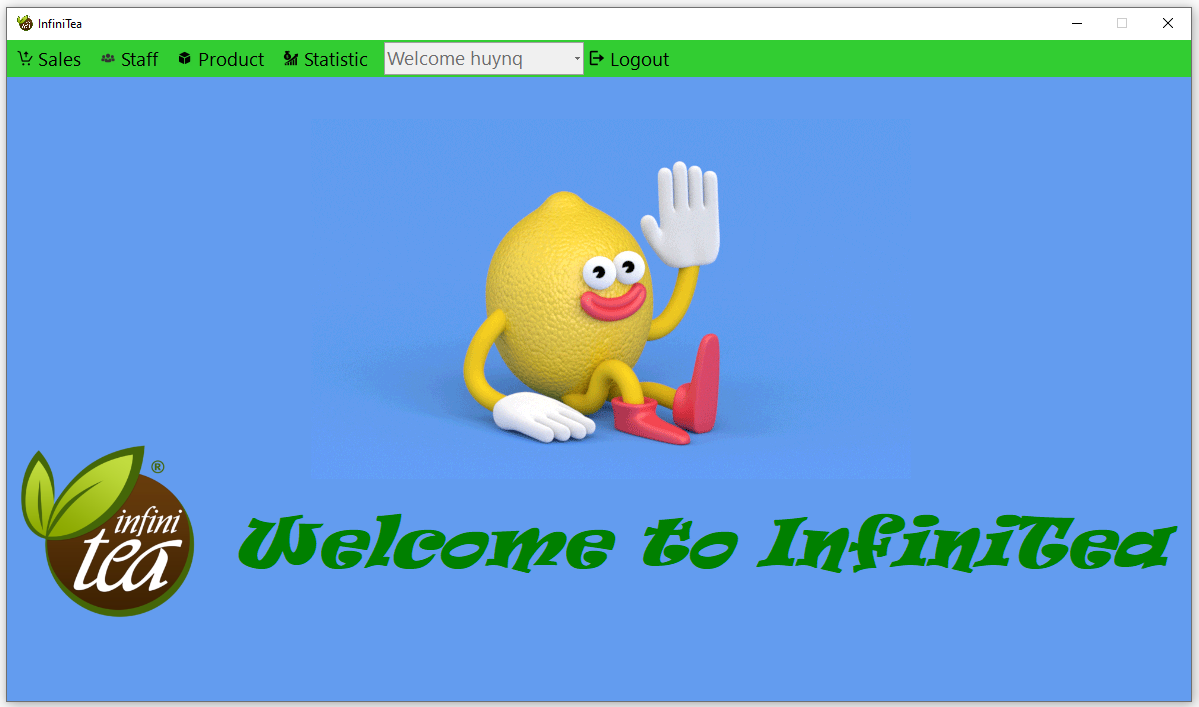 InfiniTea
Sales Staff Product Statistic Welcome huynq Logout
®
infini
tea
Welcome to InfiniTea